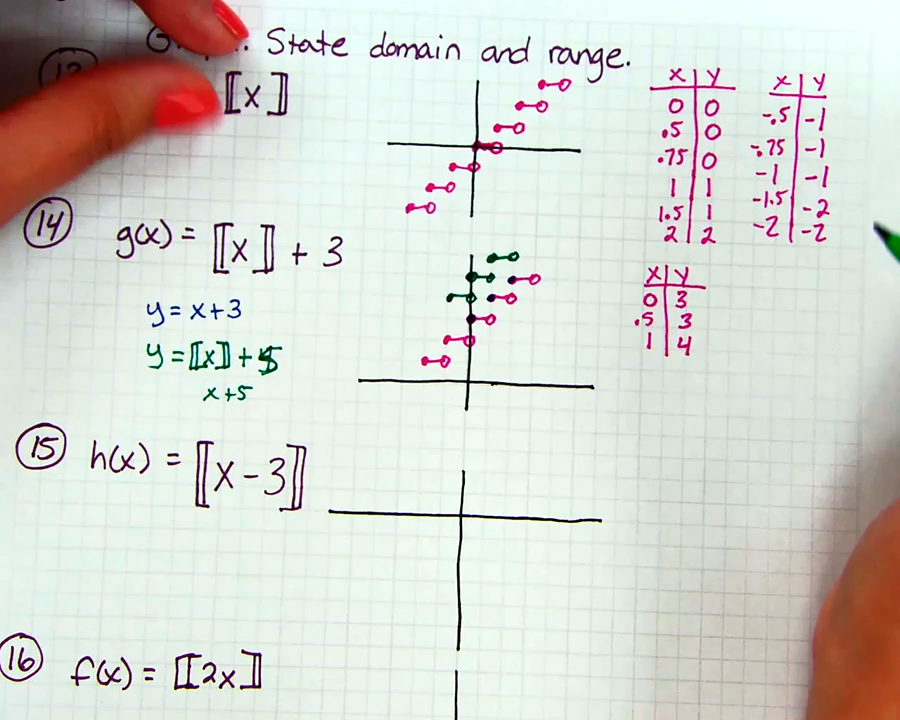 State domain and range.
[[x]]
x y
0 0
.5 0
.75 0
1 1
1.5 1
2 2
x y
-.5 -1
-.75 -1
-1 -1
-1.5 -2
-2 -2
14 g(x) = [[x]] + 3
y = x+3
y = [[x]] + 5
x+5
x y
0 3
.5 3
1 4
15 h(x) = [[x-3]]
16 f(x) = [[2x]]